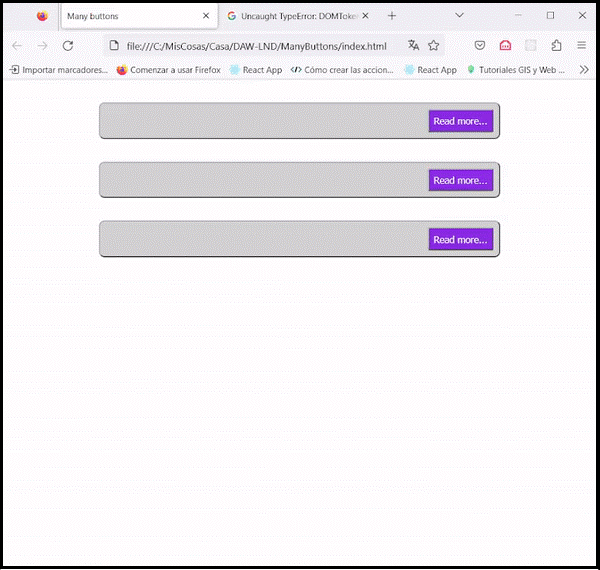 Many buttons
Uncaught TypeError: DOMToken
file:///C:/MisCosas/Casa/DAW-LND/ManyButtons/index.html
Importar marcadores...
Comenzar a usar Firefox
React App
Cómo crear las accion...
React App
Tutoriales GIS y Web ...
Read more...
Read more...
Read more...